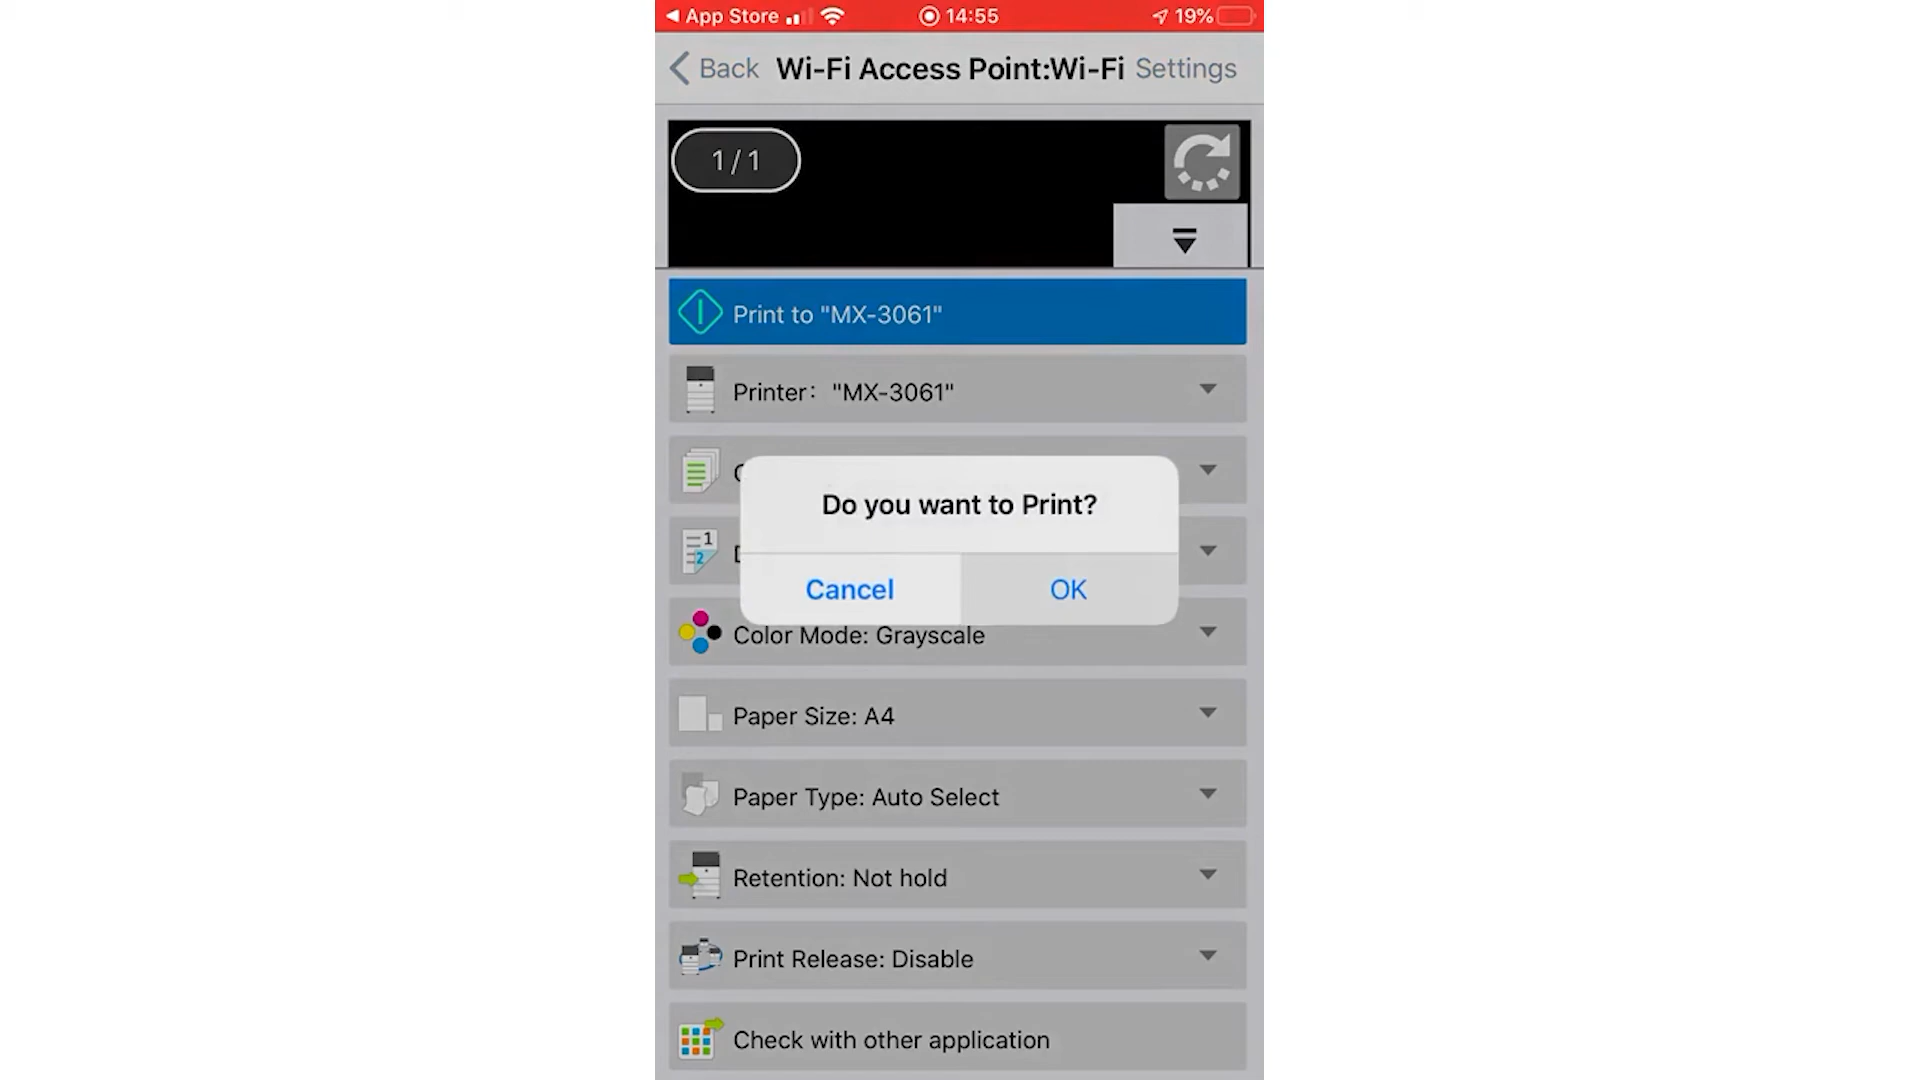 App Store 14:55 19%
Back Wi-Fi Access Point:Wi-Fi Settings
1/1
Print to "MX-3061"
Printer: "MX-3061"
Do you want to Print?
1
2
Cancel OK
Color Mode: Grayscale
Paper Size: A4
Paper Type: Auto Select
Retention: Not hold
Print Release: Disable
Check with other application